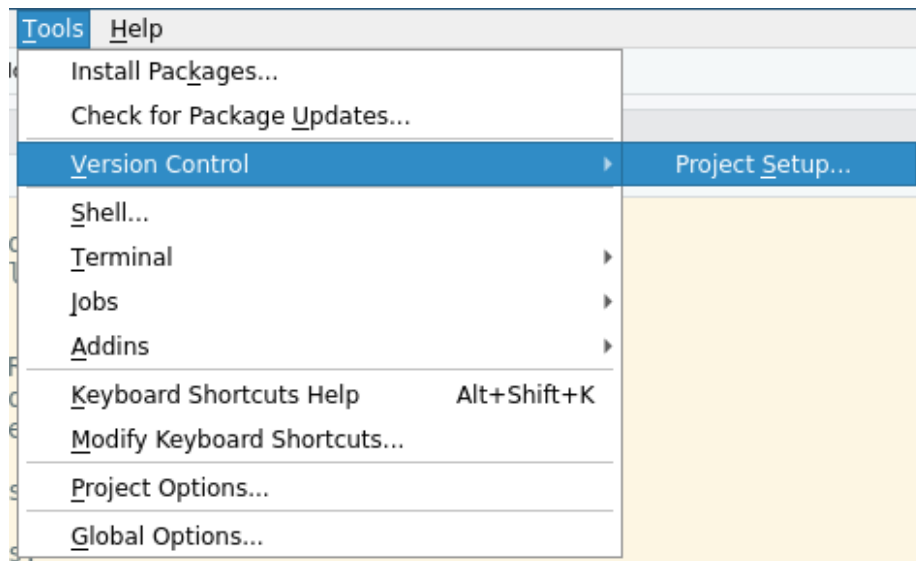 Tools Help
Install Packages...
Check for Package Updates...
Version Control Project Setup...
Shell...
Terminal
Jobs
Addins
Keyboard Shortcuts Help Alt+Shift+K
Modify Keyboard Shortcuts...
Project Options...
Global Options...